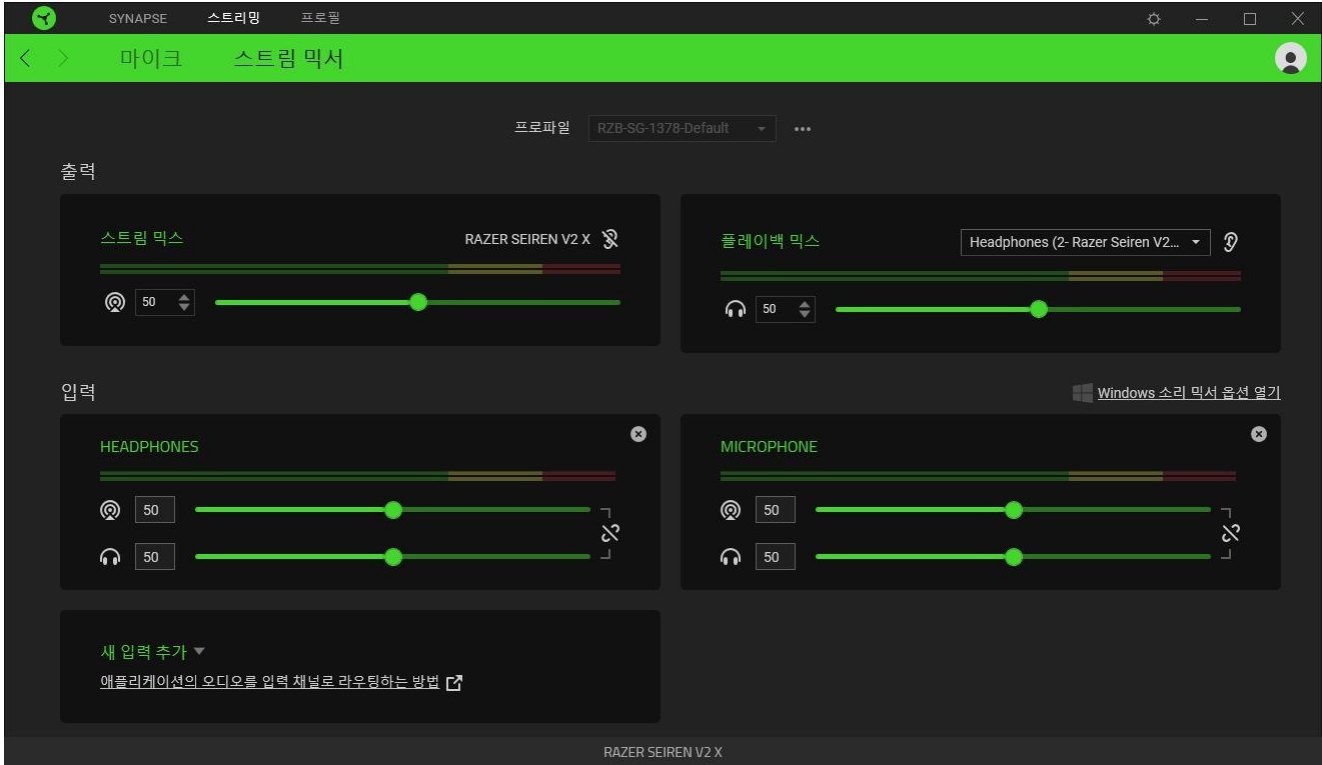 SYNAPSE 스트리밍 프로필
마이크 스트림 믹서
프로파일 RZB-SG-1378-Default
출력
스트림 믹스 RAZER SEIREN V2 X
50
플레이백 믹스 Headphones (2- Razer Seiren V2...
50
입력
Windows 소리 믹서 옵션 열기
HEADPHONES
50
50
MICROPHONE
50
50
새 입력 추가
애플리케이션의 오디오를 입력 채널로 라우팅하는 방법
RAZER SEIREN V2 X